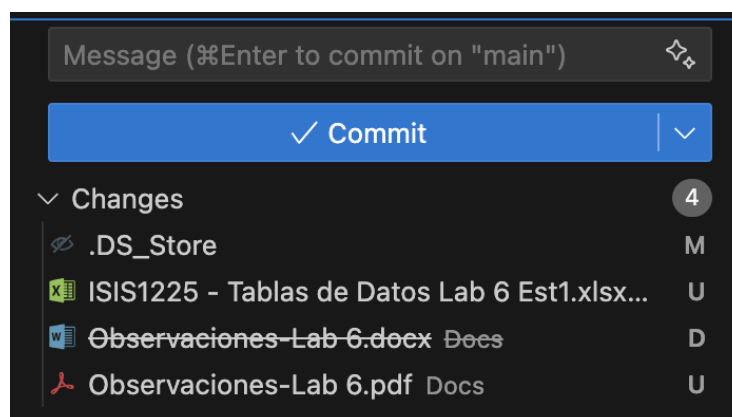 Message (⌘Enter to commit on "main")
Commit
Changes 4
.DS_Store M
ISIS1225 - Tablas de Datos Lab 6 Est1.xlsx... U
Observaciones-Lab 6.docx Docs D
Observaciones-Lab 6.pdf Docs U